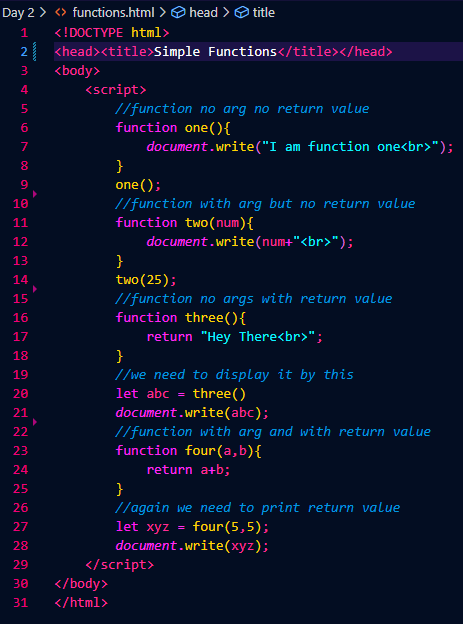 Day 2 > <> functions.html > head > title
1 <!DOCTYPE html>
2 <head><title>Simple Functions</title></head>
3 <body>
4     <script>
5         //function no arg no return value
6         function one(){
7             document.write("I am function one<br>");
8         }
9         one();
10         //function with arg but no return value
11         function two(num){
12             document.write(num+"<br>");
13         }
14         two(25);
15         //function no args with return value
16         function three(){
17             return "Hey There<br>";
18         }
19         //we need to display it by this
20         let abc = three()
21         document.write(abc);
22         //function with arg and with return value
23         function four(a,b){
24             return a+b;
25         }
26         //again we need to print return value
27         let xyz = four(5,5);
28         document.write(xyz);
29     </script>
30 </body>
31 </html>